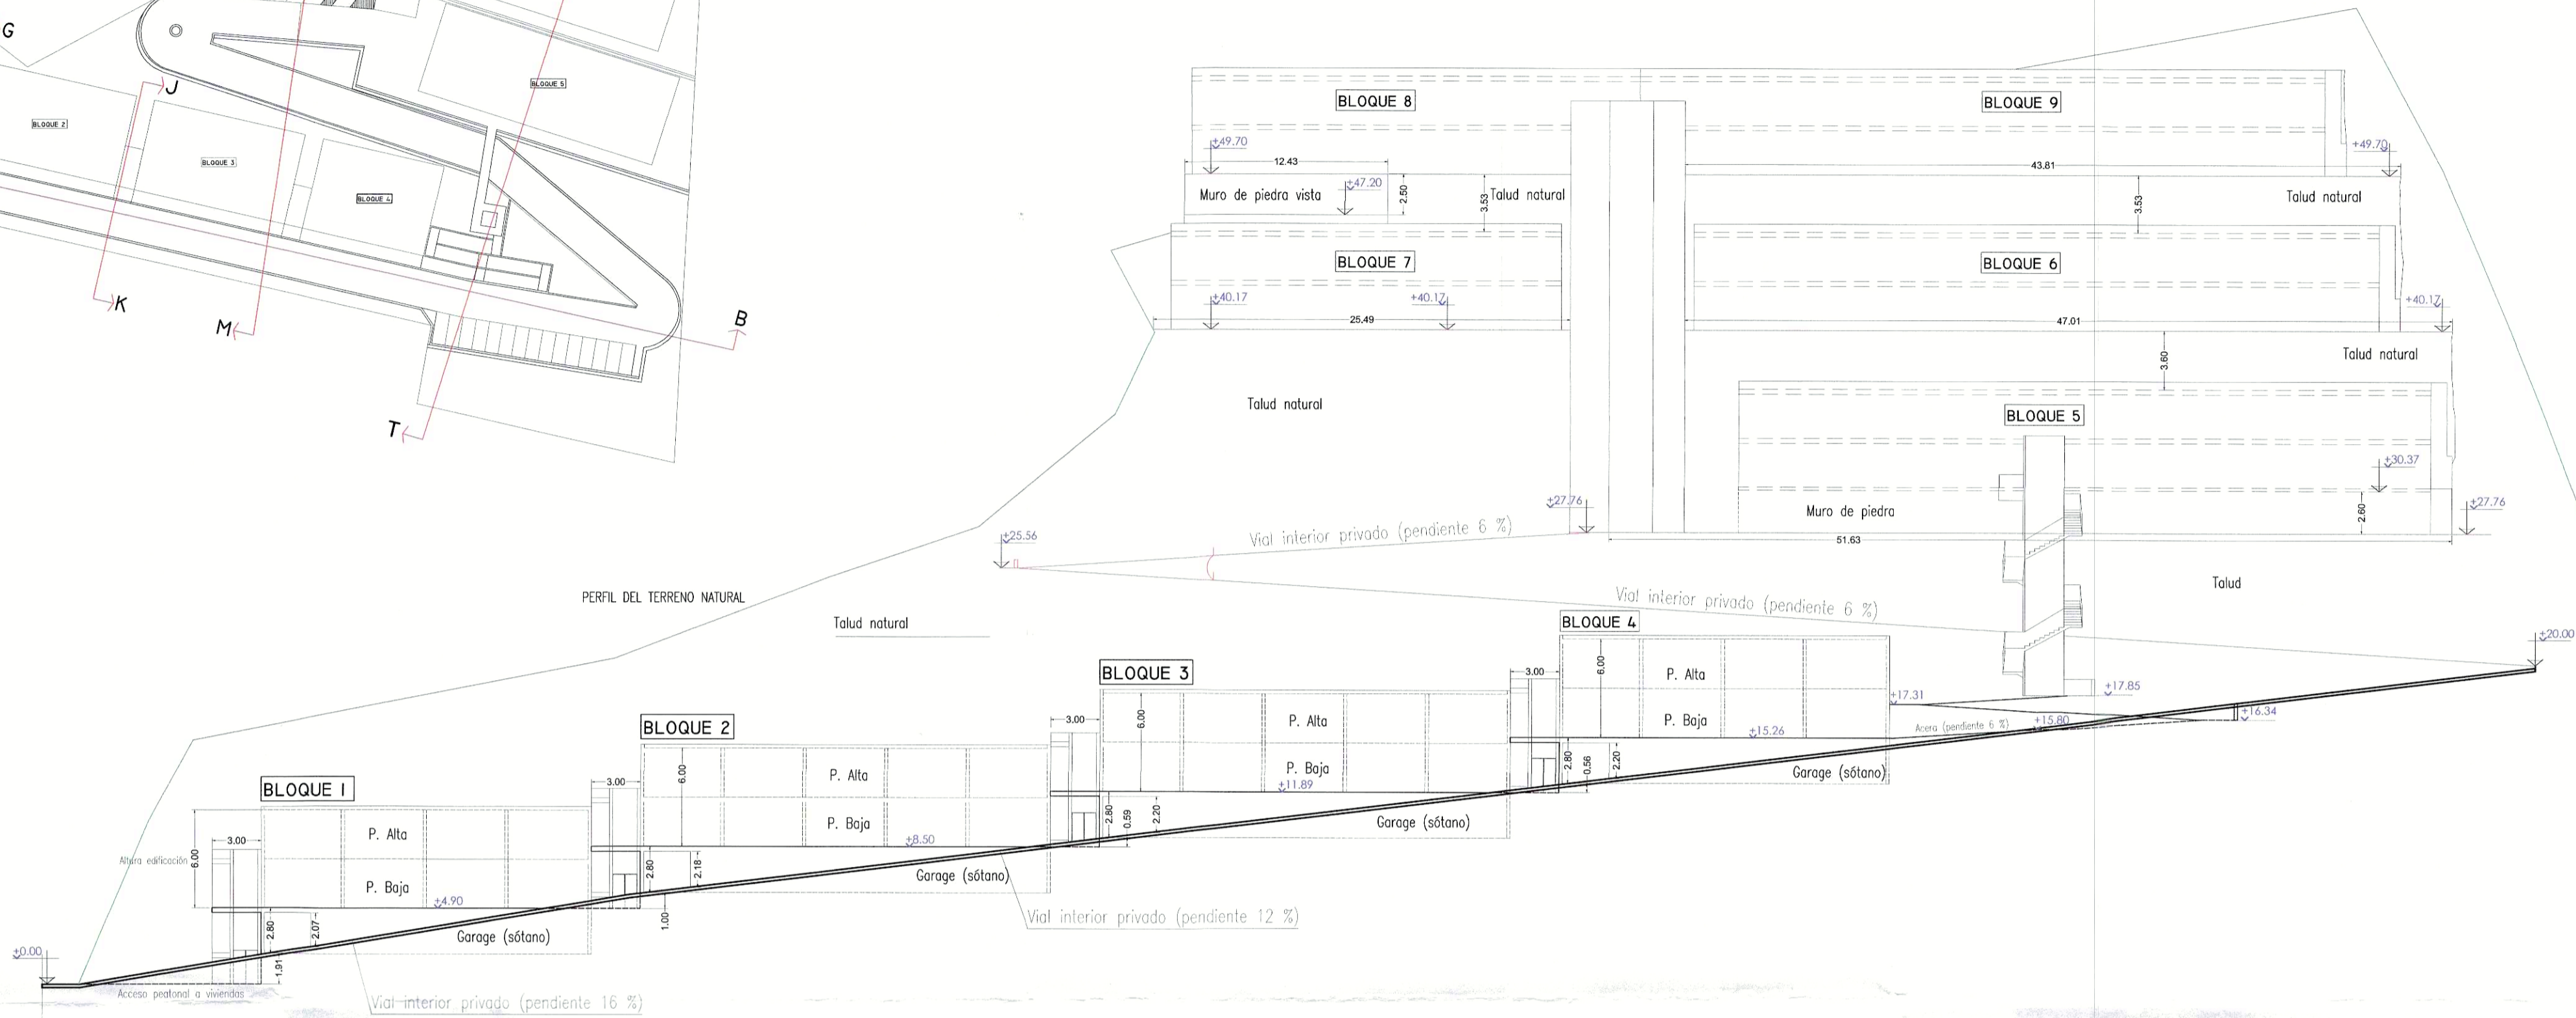 G
J
BLOQUE 5
BLOQUE 2
BLOQUE 3
BLOQUE 4
K
M
B
T
BLOQUE 8
BLOQUE 9
+49.70
+49.70
12.43
43.81
Muro de piedra vista
+47.20
2.50
3.53
Talud natural
3.53
Talud natural
BLOQUE 7
BLOQUE 6
+40.17
+40.17
+40.17
25.49
47.01
Talud natural
3.60
Talud natural
BLOQUE 5
+30.37
+27.76
+27.76
Muro de piedra
2.60
51.63
+25.56
Vial interior privado (pendiente 6 %)
Talud
PERFIL DEL TERRENO NATURAL
Vial interior privado (pendiente 6 %)
Talud natural
BLOQUE 4
+20.00
BLOQUE 3
3.00
6.00
P. Alta
+17.31
+17.85
+16.34
BLOQUE 2
3.00
6.00
P. Alta
P. Baja
+15.26
Acera (pendiente 6 %)
+15.80
BLOQUE 1
3.00
6.00
P. Alta
P. Baja
+11.89
2.80
0.56
2.20
Garage (sótano)
3.00
P. Alta
P. Baja
+8.50
2.80
0.59
2.20
Garage (sótano)
Altura edificación
6.00
P. Baja
+4.90
2.80
2.18
Garage (sótano)
1.00
Vial interior privado (pendiente 12 %)
2.80
2.07
Garage (sótano)
+0.00
1.91
Acceso peatonal a viviendas
Vial interior privado (pendiente 16 %)